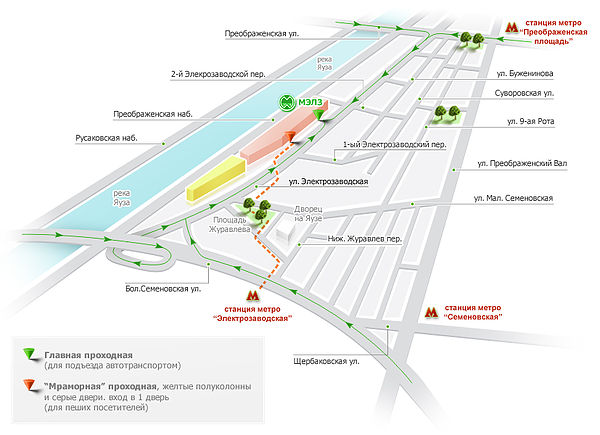 Преображенская ул.
станция метро
"Преображенская
площадь"
река
Яуза
2-й Элекрозаводской пер.
ул. Буженинова
МЭЛЗ
Суворовская ул.
Преображенская наб.
ул. 9-ая Рота
Русаковская наб.
1-ый Электрозаводский пер.
ул. Преображенский Вал
ул. Электрозаводская
река
Яуза
ул. Мал. Семеновская
Площадь
Журавлева
Дворец
на Яузе
Ниж. Журавлев пер.
Бол.Семеновская ул.
станция метро
"Электрозаводская"
станция метро
"Семеновская"
Щербаковская ул.
Главная проходная
(для подъезда автотранспортом)
"Мраморная" проходная, желтые полуколонны
и серые двери. вход в 1 дверь
(для пеших посетителей)